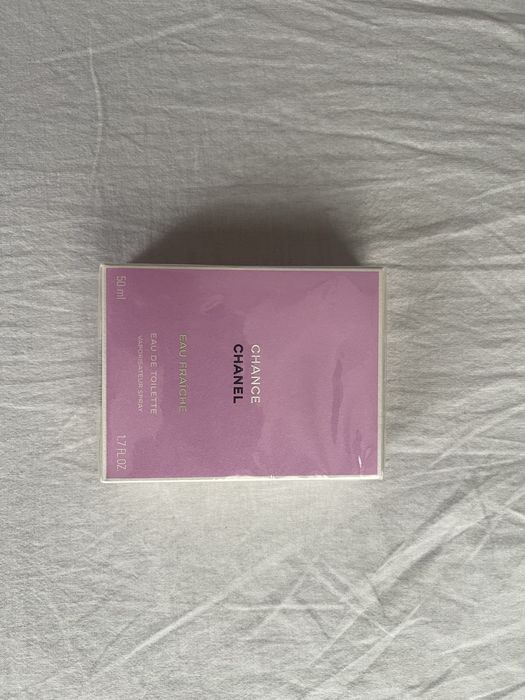 CHANCE
CHANEL
EAU FRAÎCHE
EAU DE TOILETTE
VAPORISATEUR SPRAY
50 ml 1.7 FL. OZ.